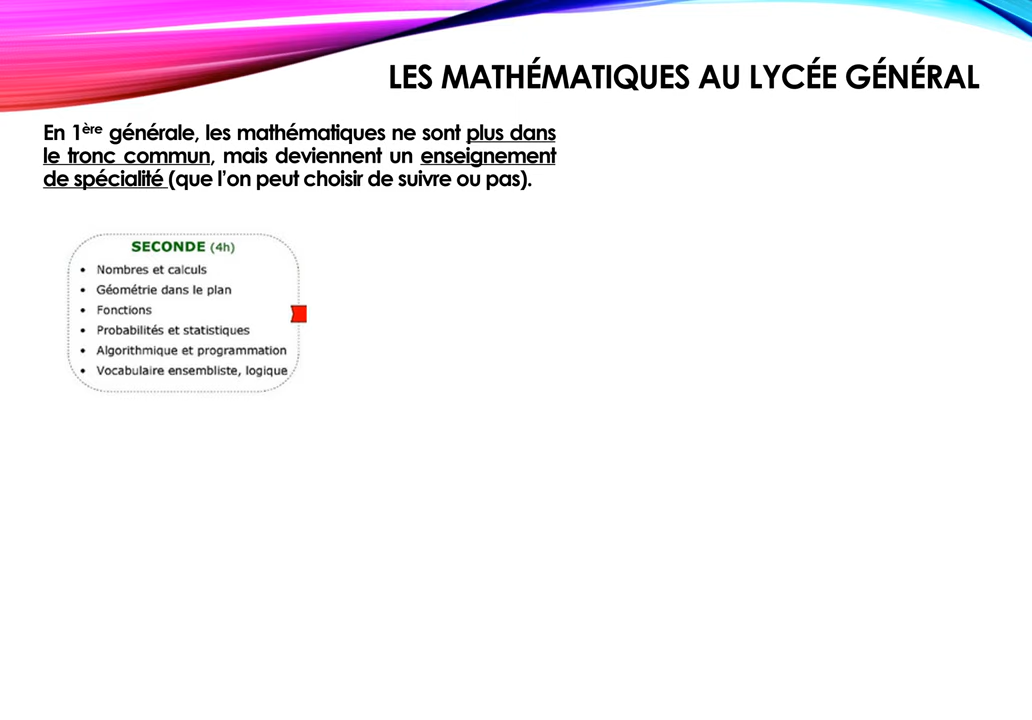 LES MATHÉMATIQUES AU LYCÉE GÉNÉRAL
En 1ère générale, les mathématiques ne sont plus dans
le tronc commun, mais deviennent un enseignement
de spécialité (que l'on peut choisir de suivre ou pas).
SECONDE (4h)
• Nombres et calculs
• Géométrie dans le plan
• Fonctions
• Probabilités et statistiques
• Algorithmique et programmation
• Vocabulaire ensembliste, logique